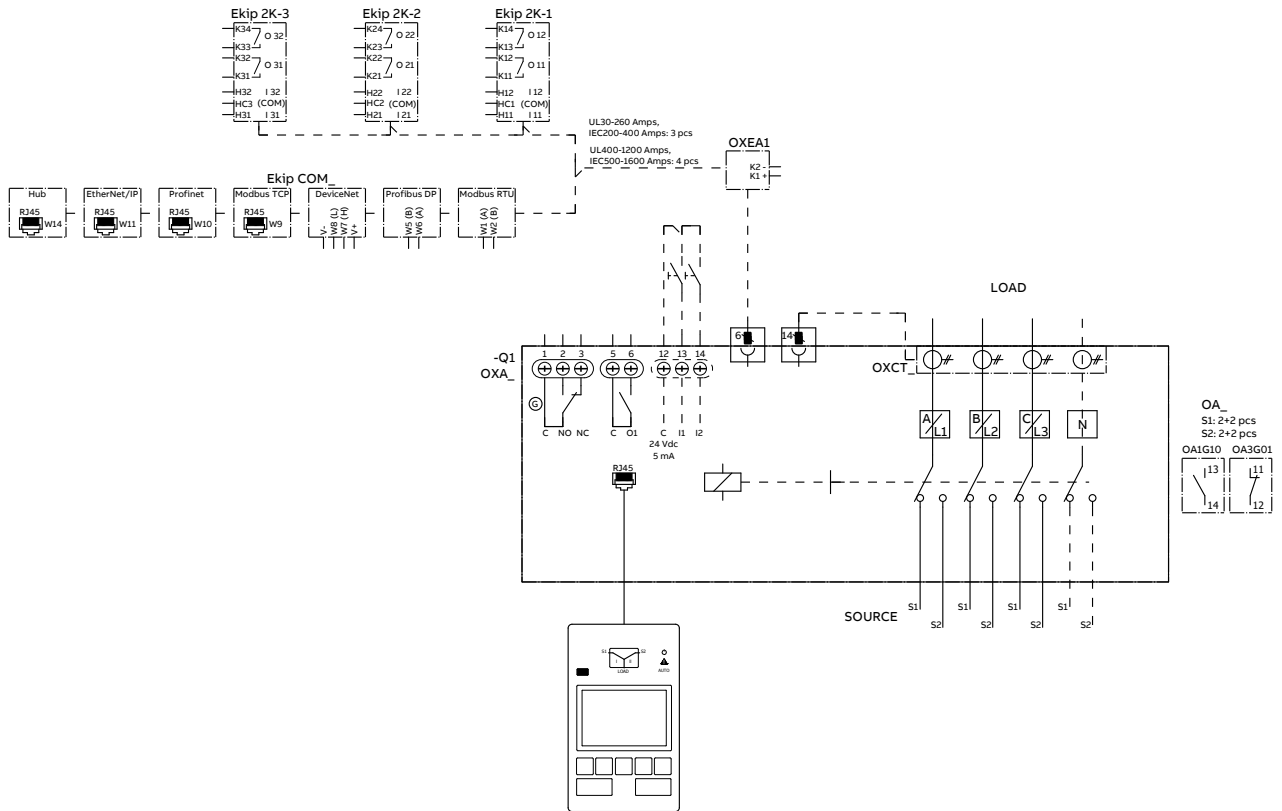 Ekip 2K-3
K34
O 32
K33
K32
O 31
K31
H32
I 32
HC3
(COM)
H31
I 31
Ekip 2K-2
K24
O 22
K23
K22
O 21
K21
H22
I 22
HC2
(COM)
H21
I 21
Ekip 2K-1
K14
O 12
K13
K12
O 11
K11
H12
I 12
HC1
(COM)
H11
I 11
UL30-260 Amps,
IEC200-400 Amps: 3 pcs
UL400-1200 Amps,
IEC500-1600 Amps: 4 pcs
OXEA1
K2 -
K1 +
Ekip COM_
Hub
RJ45
W14
EtherNet/IP
RJ45
W11
Profinet
RJ45
W10
Modbus TCP
RJ45
W9
DeviceNet
V-
W8 (L)
W7 (H)
V+
Profibus DP
W5 (B)
W6 (A)
Modbus RTU
W1 (A)
W2 (B)
LOAD
-Q1
OXA_
1 2 3
5 6
12 13 14
6
14
OXCT_
G
C NO NC
C O1
C I1 I2
24 Vdc
5 mA
RJ45
A
L1
B
L2
C
L3
N
OA_
S1: 2+2 pcs
S2: 2+2 pcs
OA1G10
13
14
OA3G01
11
12
SOURCE
S1
S2
S1
S2
S1
S2
S1
S2
S1
S2
I
II
LOAD
AUTO